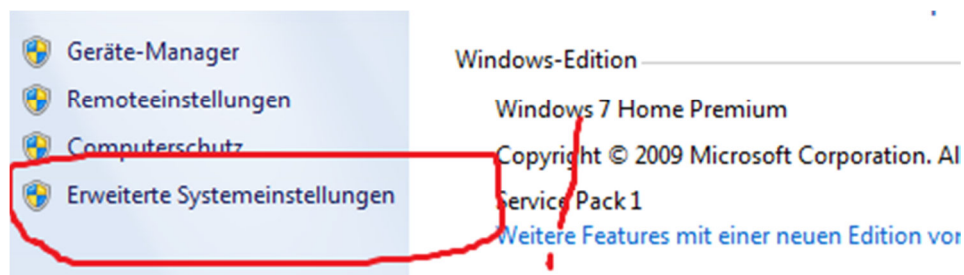 Geräte-Manager
Remoteeinstellungen
Computerschutz
Erweiterte Systemeinstellungen
Windows-Edition
Windows 7 Home Premium
Copyright © 2009 Microsoft Corporation. Al
Service Pack 1
Weitere Features mit einer neuen Edition vor